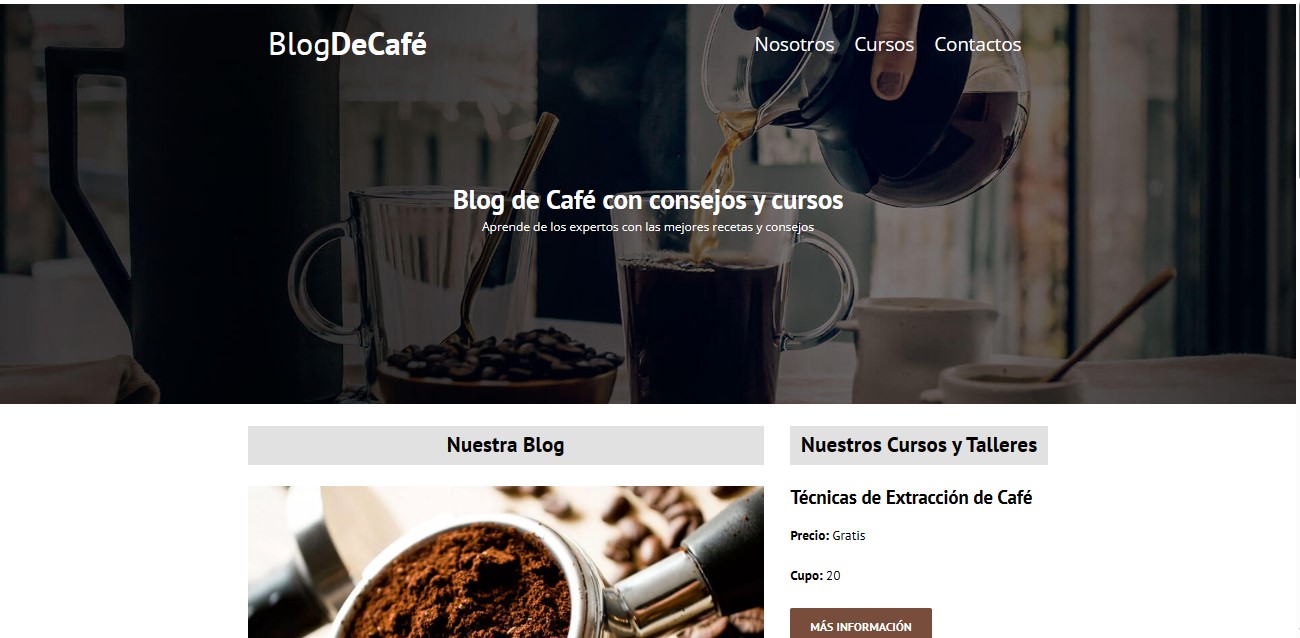 BlogDeCafé
Nosotros Cursos Contactos
Blog de Café con consejos y cursos
Aprende de los expertos con las mejores recetas y consejos
Nuestra Blog
Nuestros Cursos y Talleres
Técnicas de Extracción de Café
Precio: Gratis
Cupo: 20
MÁS INFORMACIÓN